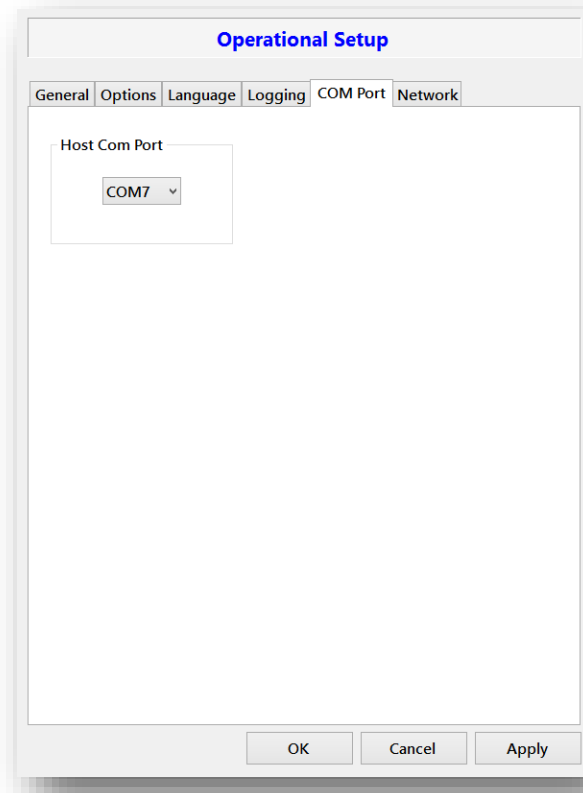 Operational Setup
General Options Language Logging COM Port Network
Host Com Port
COM7
OK Cancel Apply